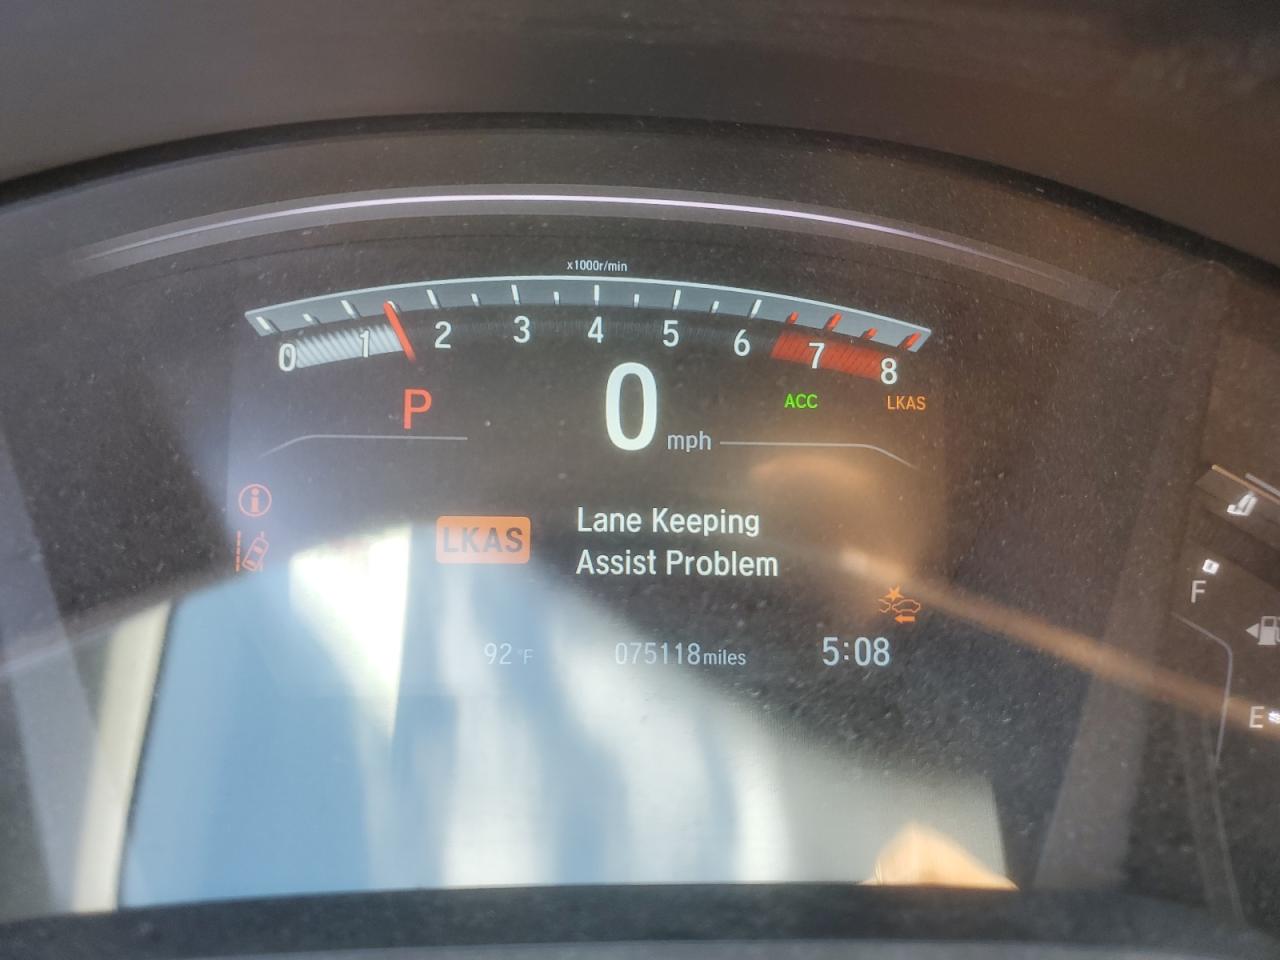 x1000r/min
0 1 2 3 4 5 6 7 8
P
0 mph
ACC
LKAS
LKAS
Lane Keeping
Assist Problem
92 °F
075118 miles
5:08
F
E